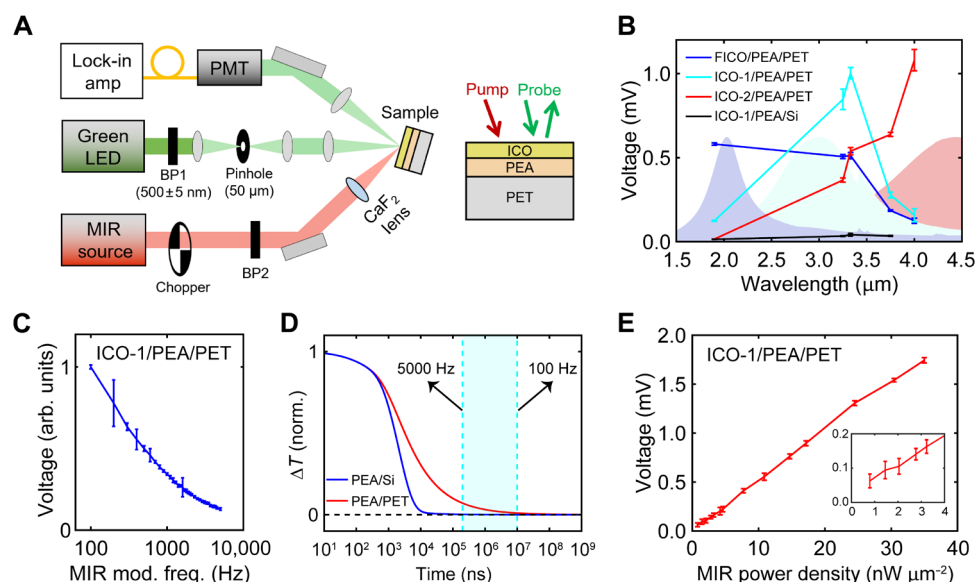 A
Lock-in
amp
PMT
Green
LED
BP1
(500±5 nm)
Pinhole
(50 μm)
Sample
CaF2
lens
MIR
source
Chopper
BP2
Pump
Probe
ICO
PEA
PET
B
Voltage (mV)
1.0
0.5
0.0
FICO/PEA/PET
ICO-1/PEA/PET
ICO-2/PEA/PET
ICO-1/PEA/Si
1.5 2.0 2.5 3.0 3.5 4.0 4.5
Wavelength (μm)
C
ICO-1/PEA/PET
Voltage (arb. units)
1
0
100 1000 10,000
MIR mod. freq. (Hz)
D
ΔT (norm.)
1
0
5000 Hz
100 Hz
PEA/Si
PEA/PET
10¹ 10² 10³ 10⁴ 10⁵ 10⁶ 10⁷ 10⁸ 10⁹
Time (ns)
E
ICO-1/PEA/PET
Voltage (mV)
2.0
1.5
1.0
0.5
0.0
0.2
0.1
0.0
0 1 2 3 4
0 10 20 30 40
MIR power density (nW μm⁻²)